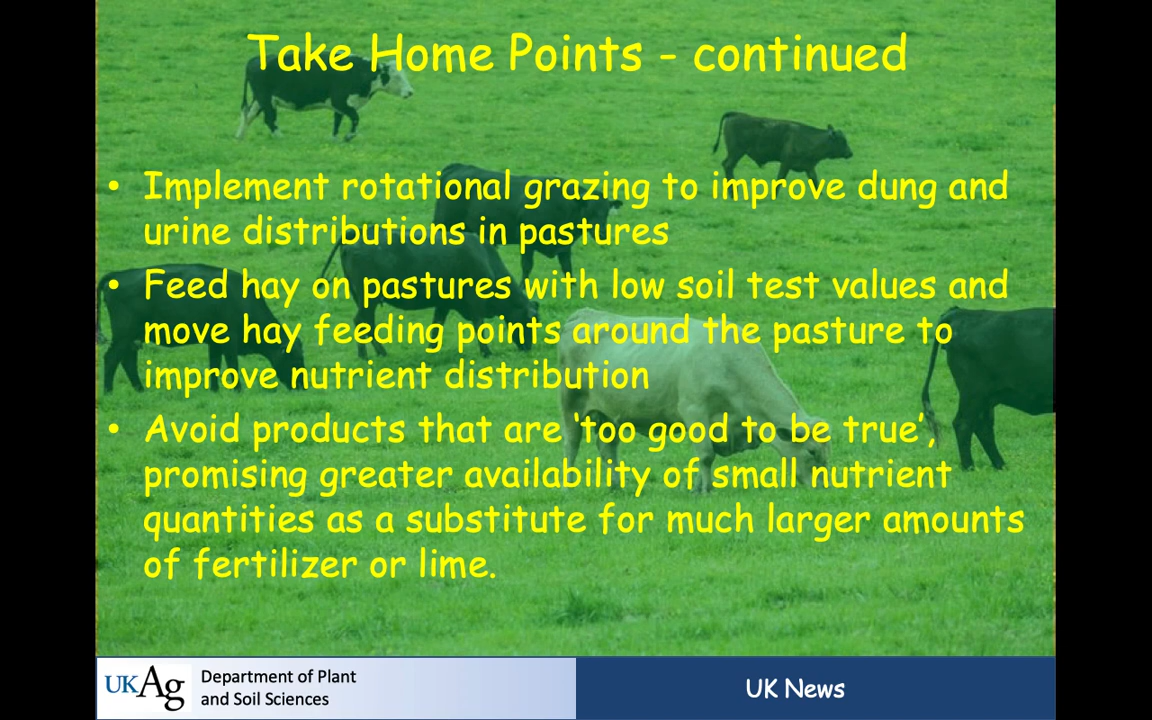 Take Home Points - continued
• Implement rotational grazing to improve dung and
urine distributions in pastures
• Feed hay on pastures with low soil test values and
move hay feeding points around the pasture to
improve nutrient distribution
• Avoid products that are ‘too good to be true’,
promising greater availability of small nutrient
quantities as a substitute for much larger amounts
of fertilizer or lime.
UKAg
Department of Plant
and Soil Sciences
UK News